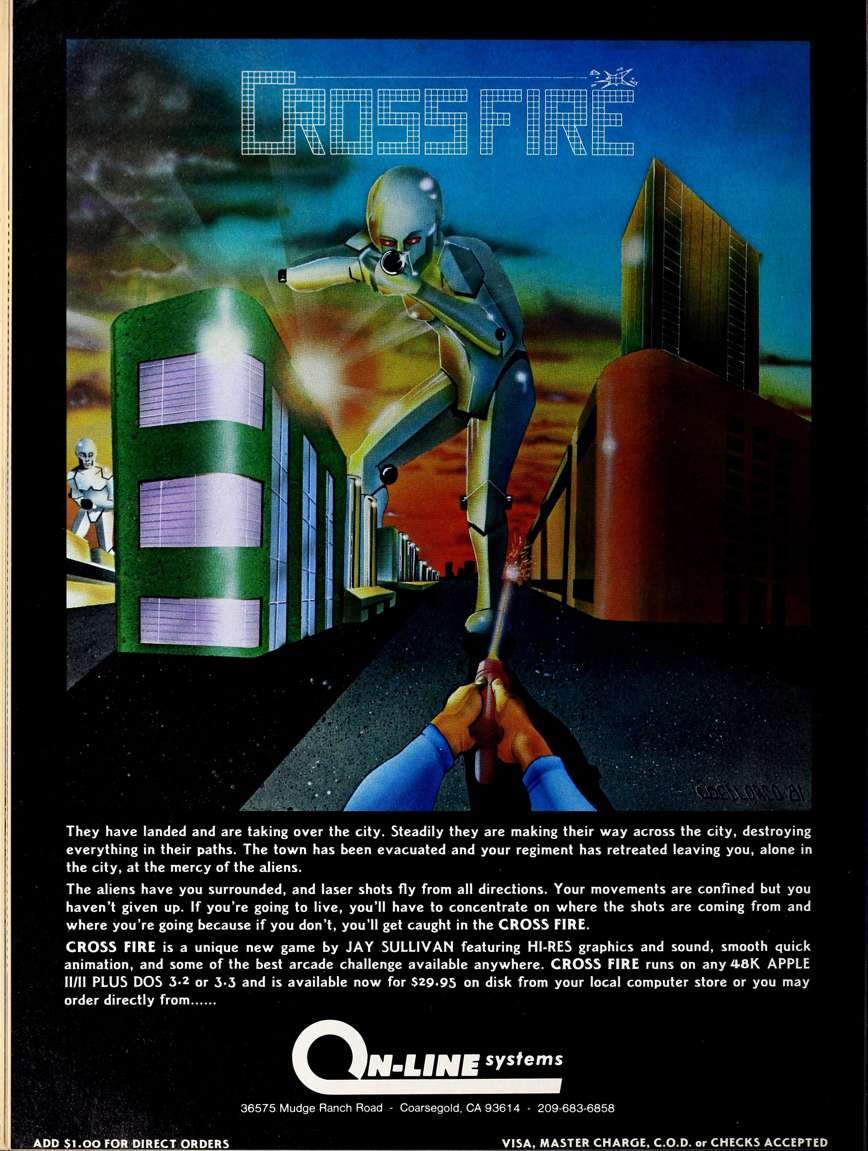 CROSSFIRE
They have landed and are taking over the city. Steadily they are making their way across the city, destroying
everything in their paths. The town has been evacuated and your regiment has retreated leaving you, alone in
the city, at the mercy of the aliens.
The aliens have you surrounded, and laser shots fly from all directions. Your movements are confined but you
haven't given up. If you're going to live, you'll have to concentrate on where the shots are coming from and
where you're going because if you don't, you'll get caught in the CROSS FIRE.
CROSS FIRE is a unique new game by JAY SULLIVAN featuring HI-RES graphics and sound, smooth quick
animation, and some of the best arcade challenge available anywhere. CROSS FIRE runs on any 48K APPLE
II/II PLUS DOS 3.2 or 3.3 and is available now for $29.95 on disk from your local computer store or you may
order directly from......
ON-LINE systems
36575 Mudge Ranch Road - Coarsegold, CA 93614 - 209-683-6858
ADD $1.00 FOR DIRECT ORDERS
VISA, MASTER CHARGE, C.O.D. or CHECKS ACCEPTED